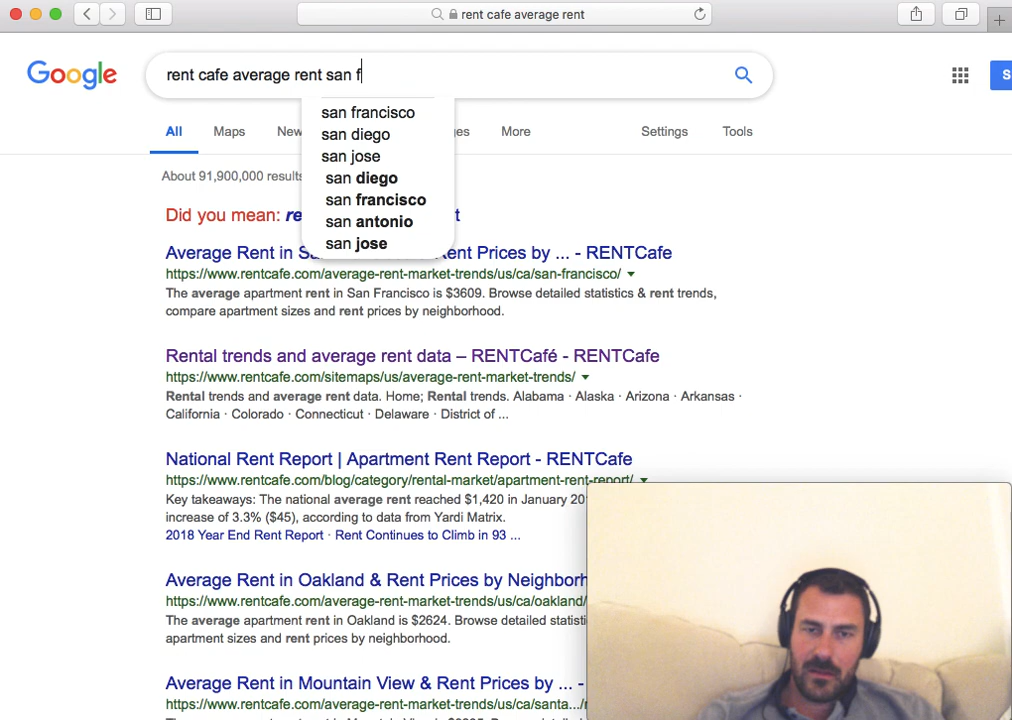 rent cafe average rent
Google
rent cafe average rent san f
san francisco
san diego
san jose
san diego
san francisco
san antonio
san jose
All Maps More Settings Tools
About 91,900,000 results
Did you mean:
Average Rent in Rent Prices by ... - RENTCafe
https://www.rentcafe.com/average-rent-market-trends/us/ca/san-francisco/
The average apartment rent in San Francisco is $3609. Browse detailed statistics & rent trends,
compare apartment sizes and rent prices by neighborhood.
Rental trends and average rent data – RENTCafé - RENTCafe
https://www.rentcafe.com/sitemaps/us/average-rent-market-trends/
Rental trends and average rent data. Home; Rental trends. Alabama · Alaska · Arizona · Arkansas ·
California · Colorado · Connecticut · Delaware · District of ...
National Rent Report | Apartment Rent Report - RENTCafe
https://www.rentcafe.com/blog/category/rental-market/apartment-rent-report/
Key takeaways: The national average rent reached $1,420 in January
increase of 3.3% ($45), according to data from Yardi Matrix.
2018 Year End Rent Report · Rent Continues to Climb in 93 ...
Average Rent in Oakland & Rent Prices by
https://www.rentcafe.com/average-rent-market-trends/us/ca/oakland/
The average apartment rent in Oakland is $2624. Browse detailed
apartment sizes and rent prices by neighborhood.
Average Rent in Mountain View & Rent Prices by ... -
https://www.rentcafe.com/average-rent-market-trends/us/ca/santa.../